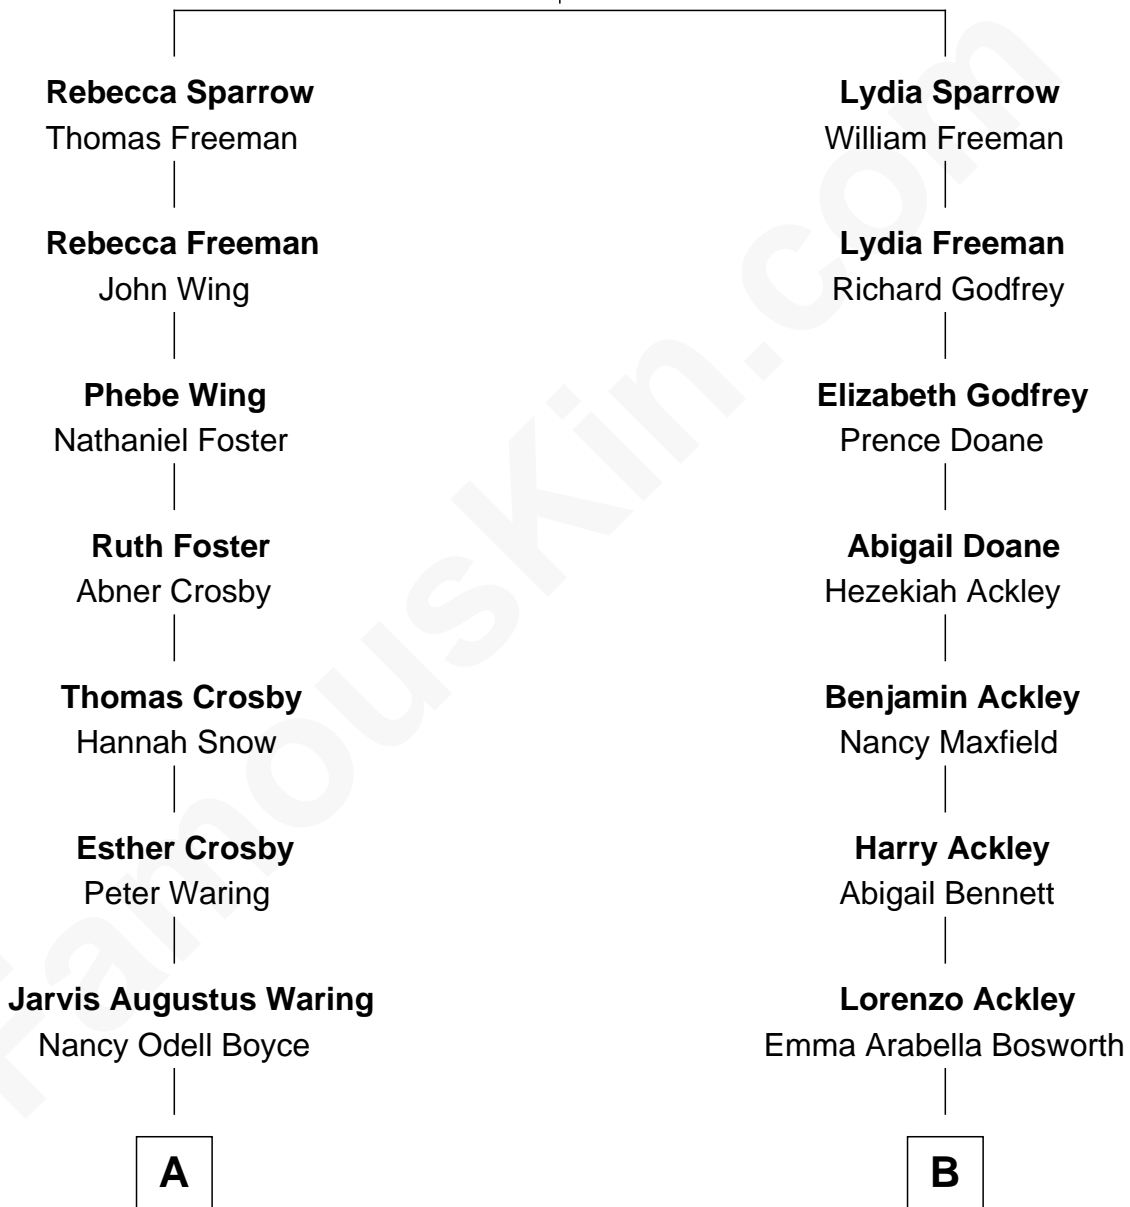 Rebecca Sparrow
Thomas Freeman
Rebecca Freeman
John Wing
Phebe Wing
Nathaniel Foster
Ruth Foster
Abner Crosby
Thomas Crosby
Hannah Snow
Esther Crosby
Peter Waring
Jarvis Augustus Waring
Nancy Odell Boyce
A
Lydia Sparrow
William Freeman
Lydia Freeman
Richard Godfrey
Elizabeth Godfrey
Prence Doane
Abigail Doane
Hezekiah Ackley
Benjamin Ackley
Nancy Maxfield
Harry Ackley
Abigail Bennett
Lorenzo Ackley
Emma Arabella Bosworth
B
FamousKin.com